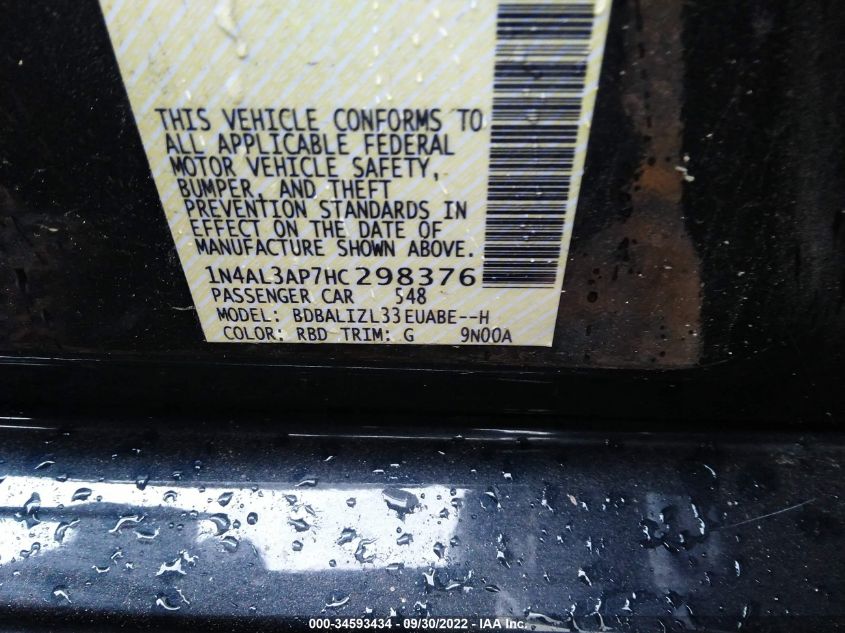 THIS VEHICLE CONFORMS TO
ALL APPLICABLE FEDERAL
MOTOR VEHICLE SAFETY,
BUMPER, AND THEFT
PREVENTION STANDARDS IN
EFFECT ON THE DATE OF
MANUFACTURE SHOWN ABOVE.
1N4AL3AP7HC298376
PASSENGER CAR 548
MODEL: BDBALIZL33EUABE--H
COLOR: RBD TRIM: G 9N00A
000-34593434 - 09/30/2022 - IAA Inc.